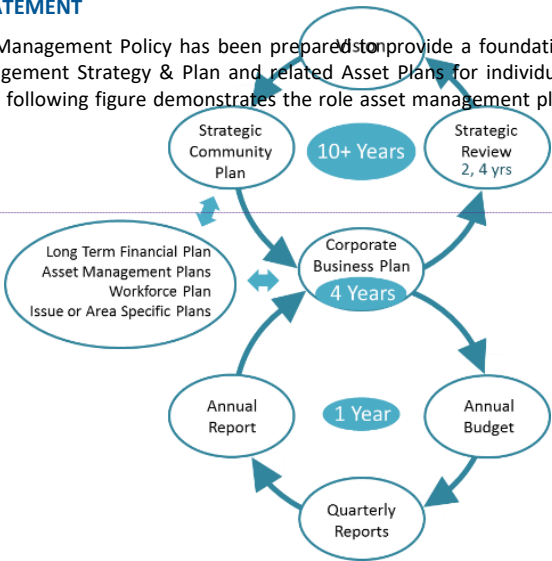 ATEMENT
Management Policy has been prepared to provide a foundati
agement Strategy & Plan and related Asset Plans for individu
following figure demonstrates the role asset management pl
Vision
Strategic
Community
Plan
10+ Years
Strategic
Review
2, 4 yrs
Long Term Financial Plan
Asset Management Plans
Workforce Plan
Issue or Area Specific Plans
Corporate
Business Plan
4 Years
Annual
Report
1 Year
Annual
Budget
Quarterly
Reports